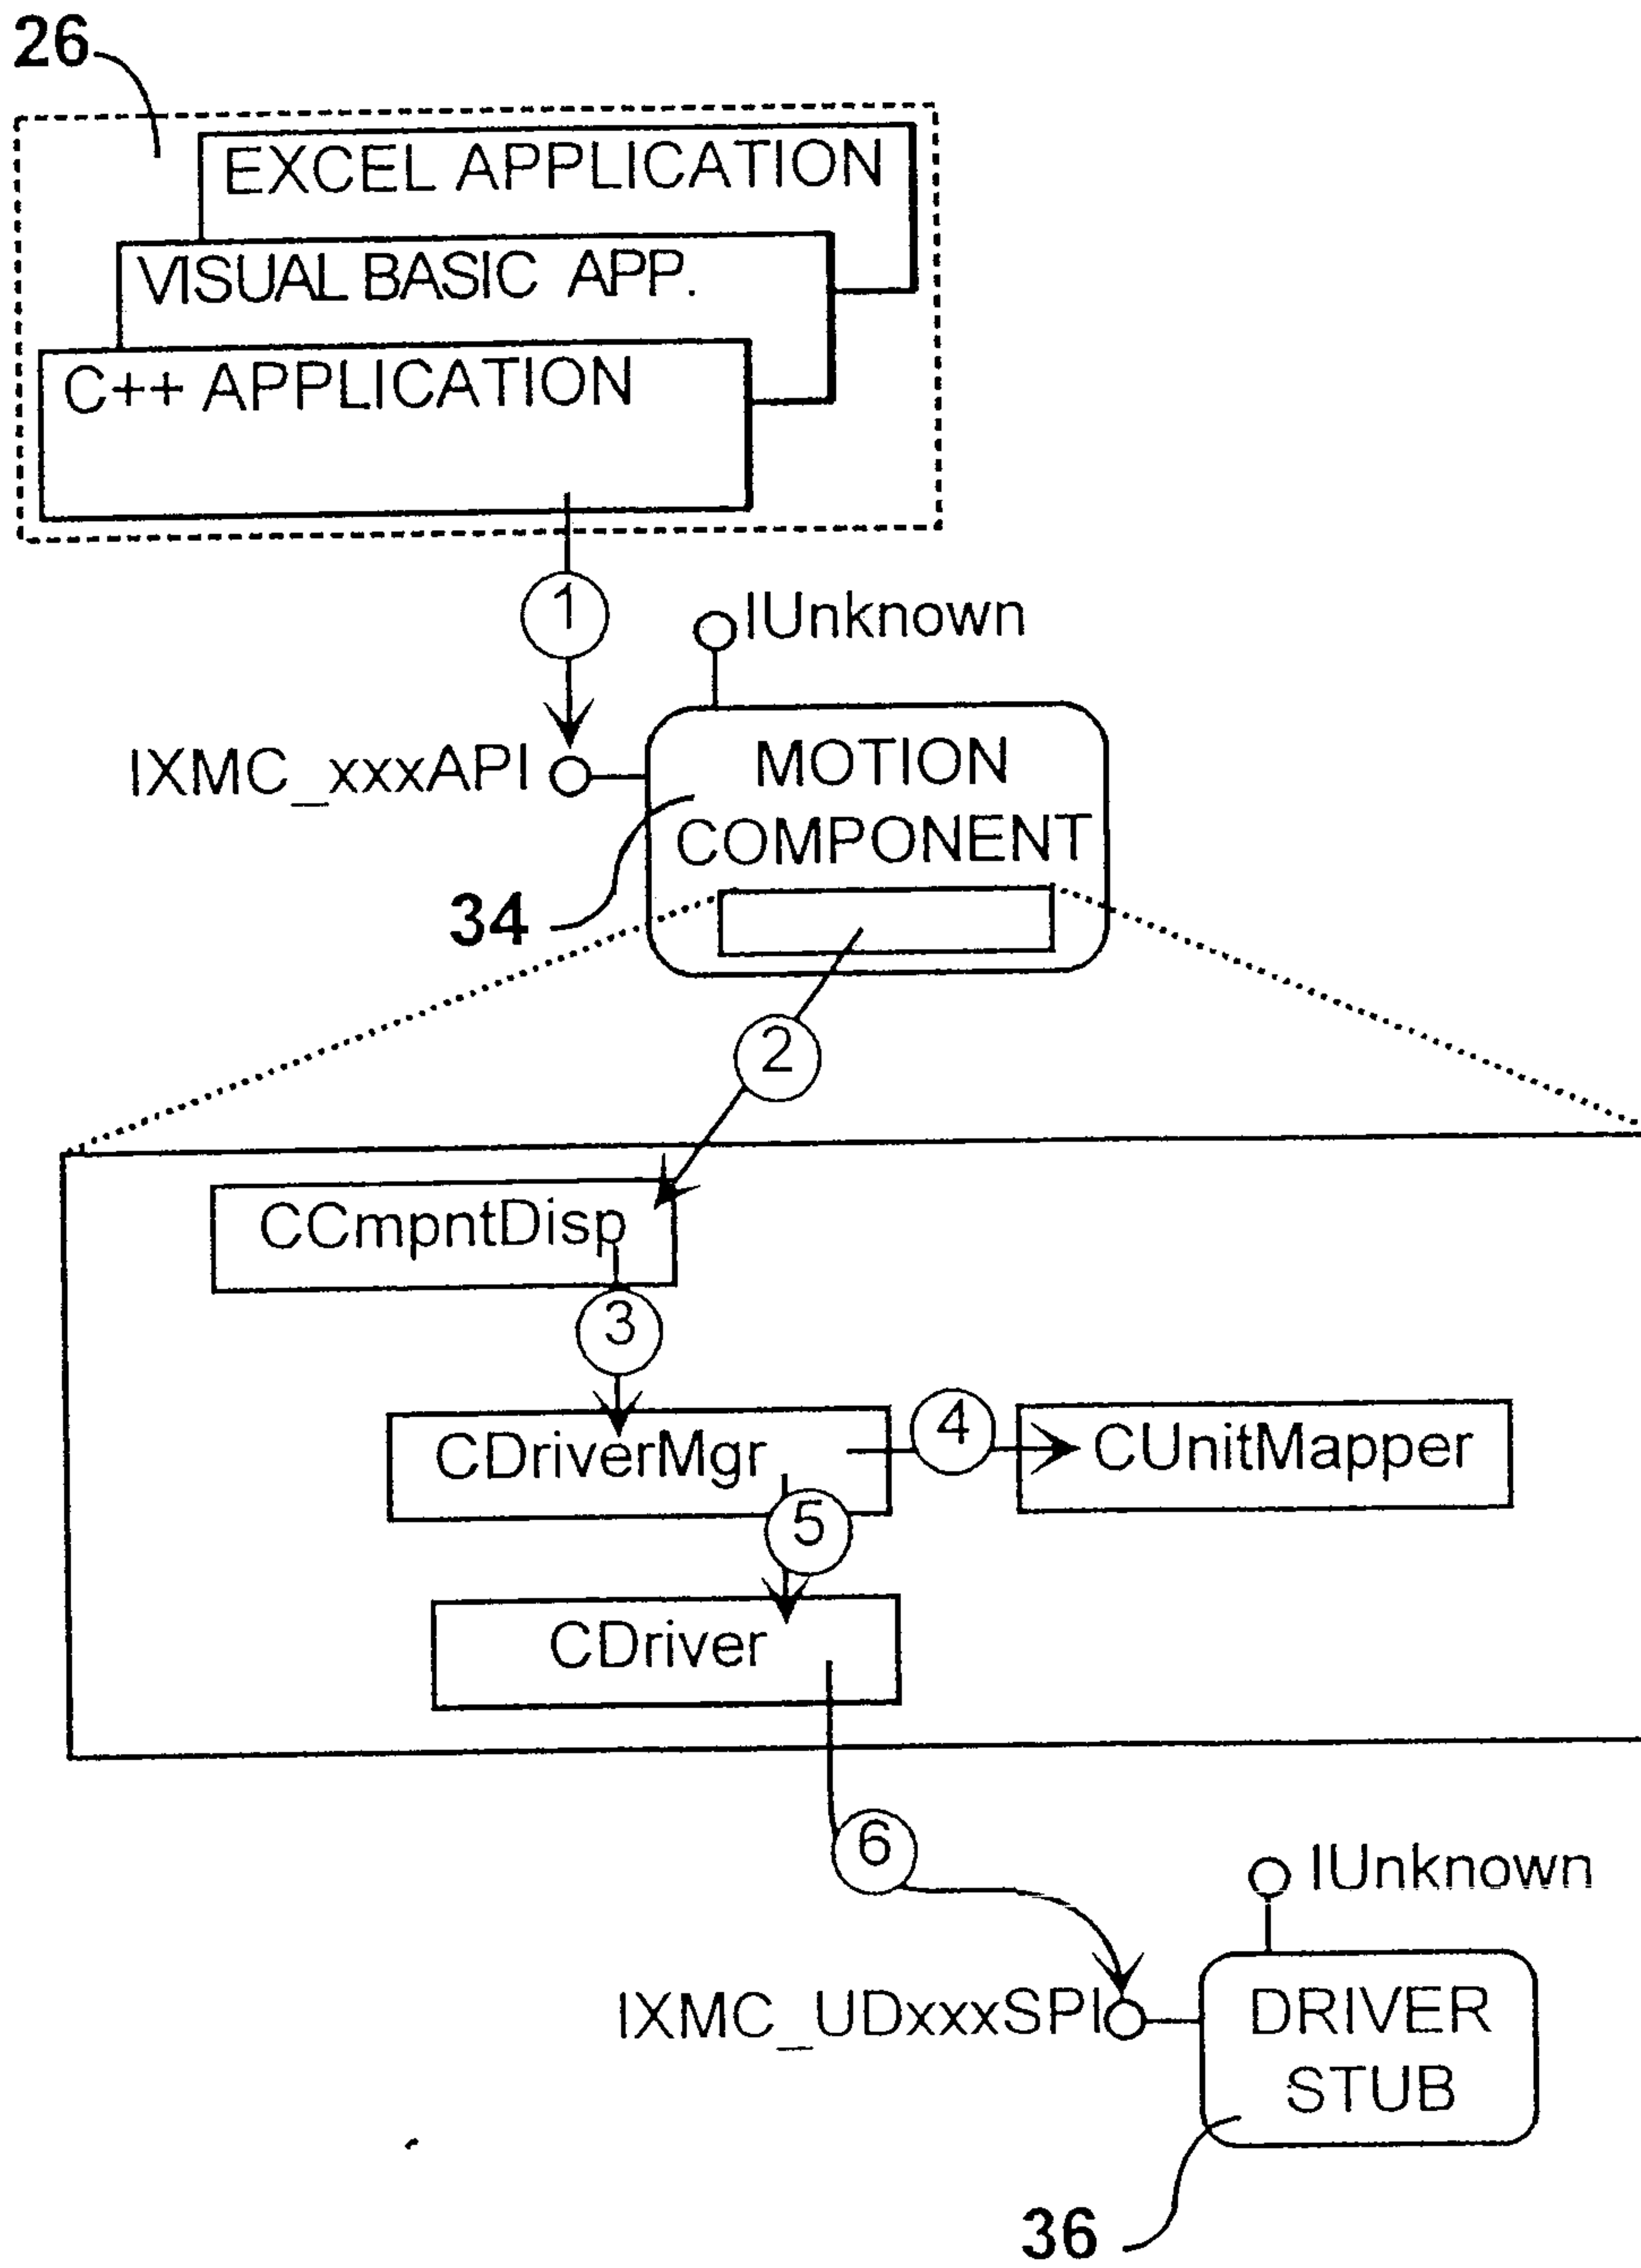 26
EXCEL APPLICATION
VISUAL BASIC APP.
C++ APPLICATION
1
IUnknown
IXMC_xxxAPI
MOTION
COMPONENT
34
2
CCmpntDisp
3
CDriverMgr
4
CUnitMapper
5
CDriver
6
IUnknown
IXMC_UDxxxSPI
DRIVER
STUB
36